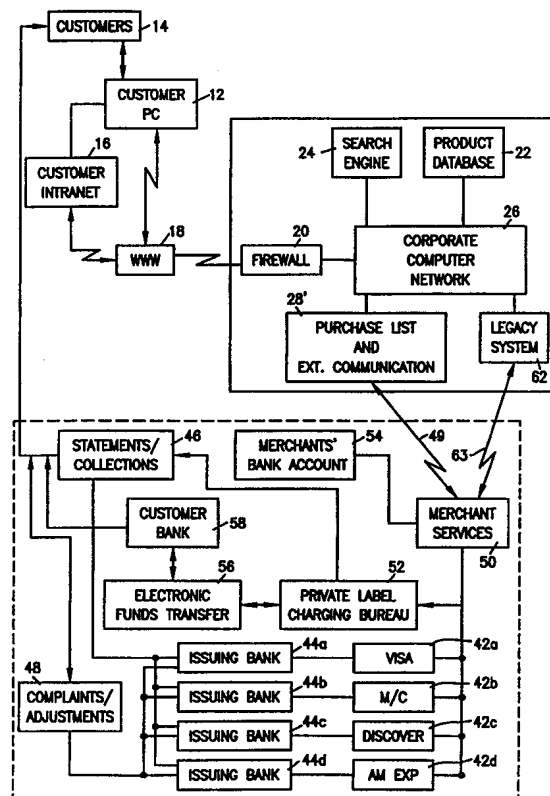 CUSTOMERS
14
CUSTOMER
PC
12
16
CUSTOMER
INTRANET
18
WWW
24
SEARCH
ENGINE
PRODUCT
DATABASE
22
20
FIREWALL
26
CORPORATE
COMPUTER
NETWORK
28'
PURCHASE LIST
AND
EXT. COMMUNICATION
LEGACY
SYSTEM
62
STATEMENTS/
COLLECTIONS
46
MERCHANTS'
BANK ACCOUNT
54
49
63
MERCHANT
SERVICES
50
CUSTOMER
BANK
58
ELECTRONIC
FUNDS TRANSFER
56
PRIVATE LABEL
CHARGING BUREAU
52
48
COMPLAINTS/
ADJUSTMENTS
ISSUING BANK
44a
VISA
42a
ISSUING BANK
44b
M/C
42b
ISSUING BANK
44c
DISCOVER
42c
ISSUING BANK
44d
AM EXP
42d